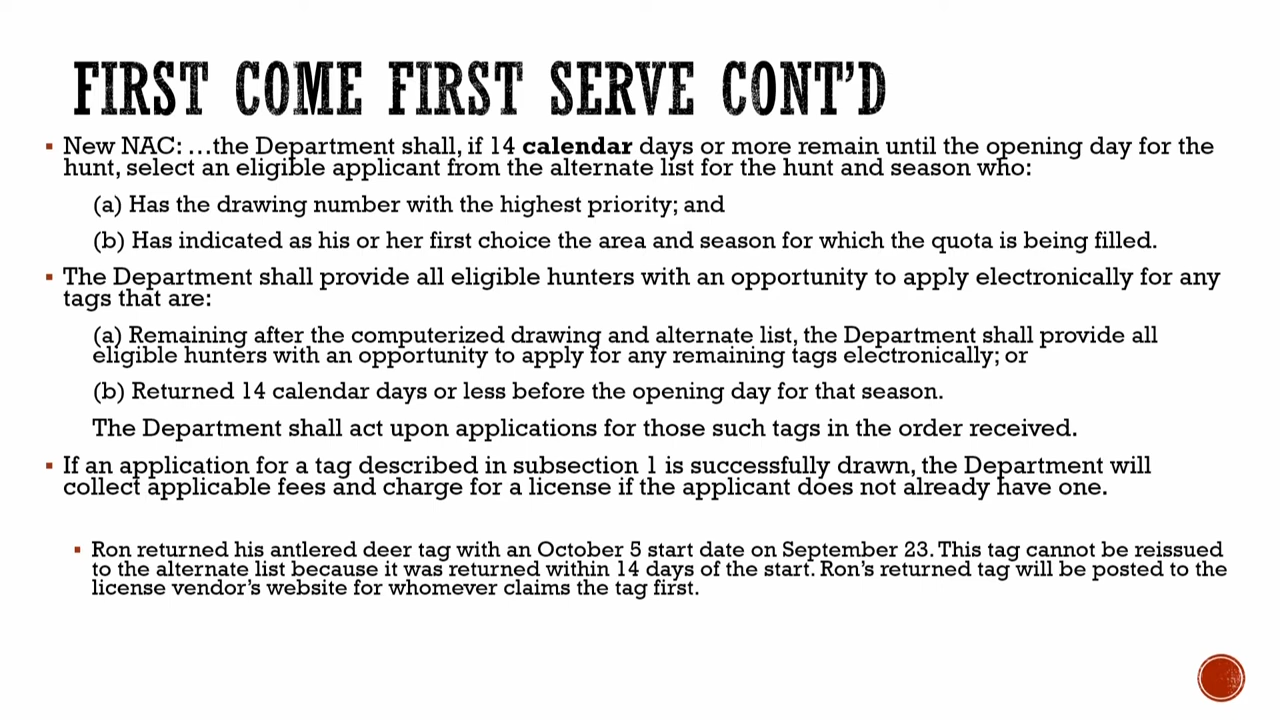 FIRST COME FIRST SERVE CONT'D
▪ New NAC: …the Department shall, if 14 calendar days or more remain until the opening day for the
hunt, select an eligible applicant from the alternate list for the hunt and season who:
(a) Has the drawing number with the highest priority; and
(b) Has indicated as his or her first choice the area and season for which the quota is being filled.
▪ The Department shall provide all eligible hunters with an opportunity to apply electronically for any
tags that are:
(a) Remaining after the computerized drawing and alternate list, the Department shall provide all
eligible hunters with an opportunity to apply for any remaining tags electronically; or
(b) Returned 14 calendar days or less before the opening day for that season.
The Department shall act upon applications for those such tags in the order received.
▪ If an application for a tag described in subsection 1 is successfully drawn, the Department will
collect applicable fees and charge for a license if the applicant does not already have one.
▪ Ron returned his antlered deer tag with an October 5 start date on September 23. This tag cannot be reissued
to the alternate list because it was returned within 14 days of the start. Ron's returned tag will be posted to the
license vendor's website for whomever claims the tag first.